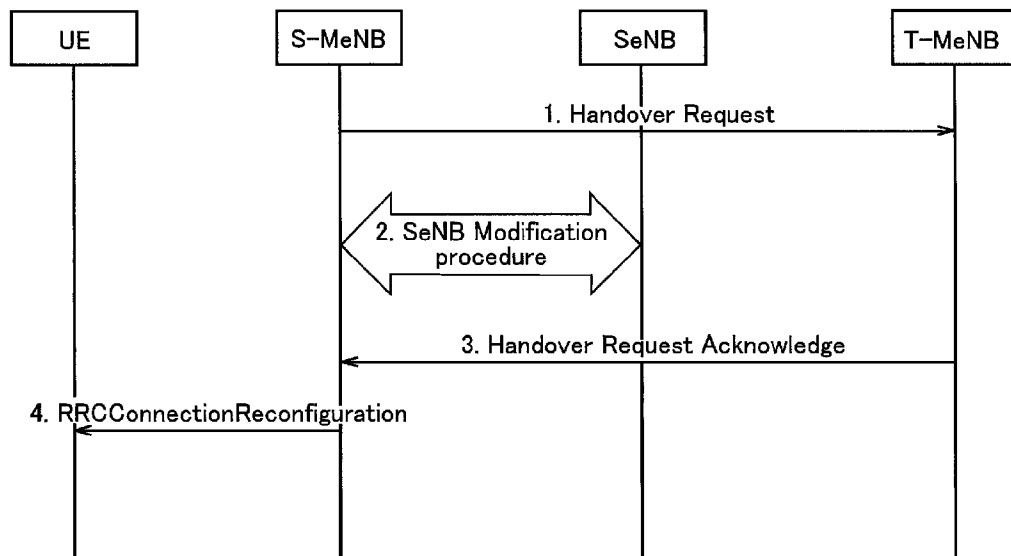 UE
S-MeNB
SeNB
T-MeNB
1. Handover Request
2. SeNB Modification
procedure
3. Handover Request Acknowledge
4. RRCConnectionReconfiguration